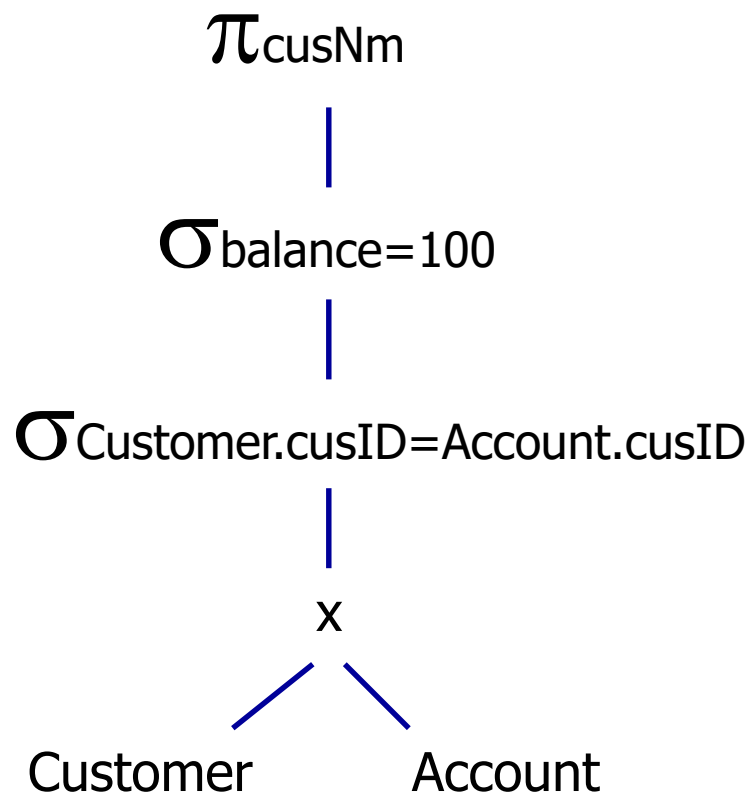 πcusNm
σbalance=100
σCustomer.cusID=Account.cusID
x
Customer Account